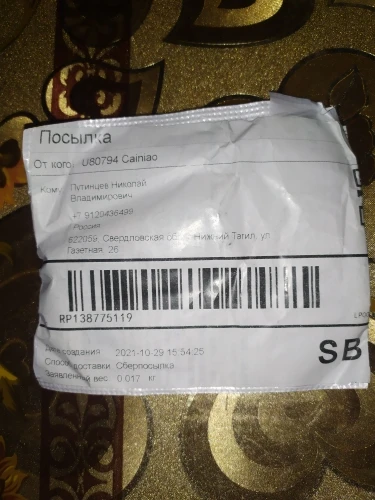 Посылка
От кого: U80794 Cainiao
Кому: Путинцев Николай
Владимирович
+7 9120436499
Россия
622059, Свердловская обл., Нижний Тагил, ул
Газетная, 26
RP138775119
Дата создания 2021-10-29 15:54:25
Способ доставки Сберпосылка
Заявленный вес: 0.017 кг
SB